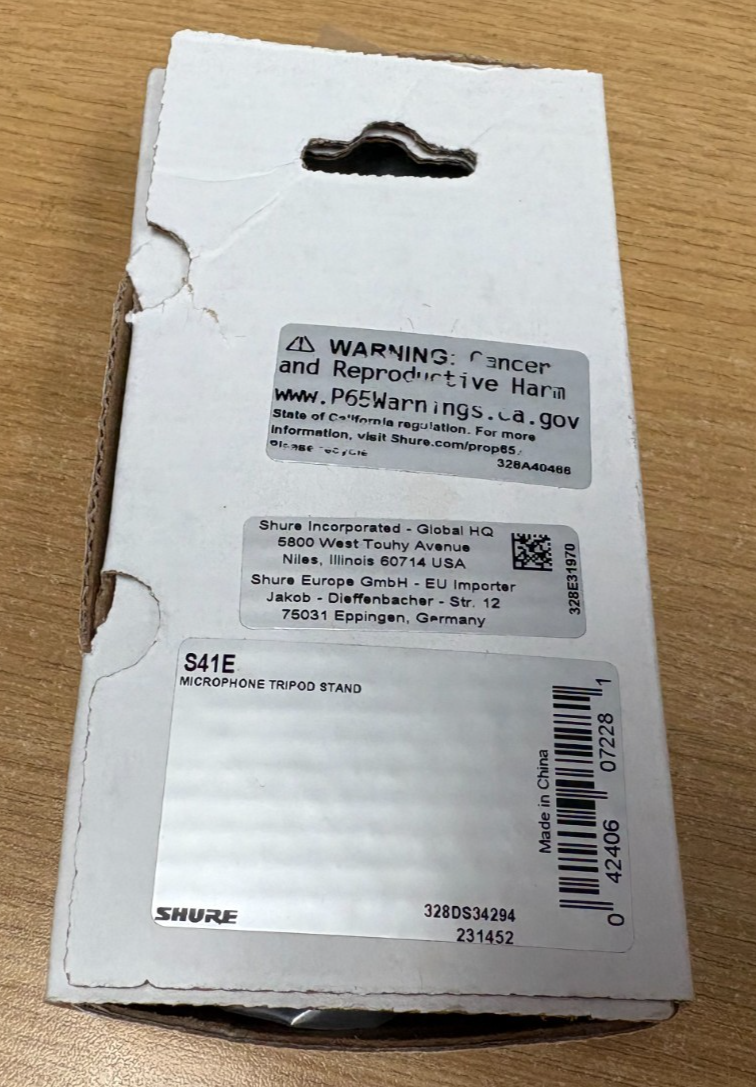 WARNING: Cancer
and Reproductive Harm
www.P65Warnings.ca.gov
State of California regulation. For more
information, visit Shure.com/prop65.
Please recycle
328A40466
Shure Incorporated - Global HQ
5800 West Touhy Avenue
Niles, Illinois 60714 USA
Shure Europe GmbH - EU Importer
Jakob - Dieffenbacher - Str. 12
75031 Eppingen, Germany
328E31970
S41E
MICROPHONE TRIPOD STAND
Made in China
0 42406 07228 1
SHURE
328DS34294
231452